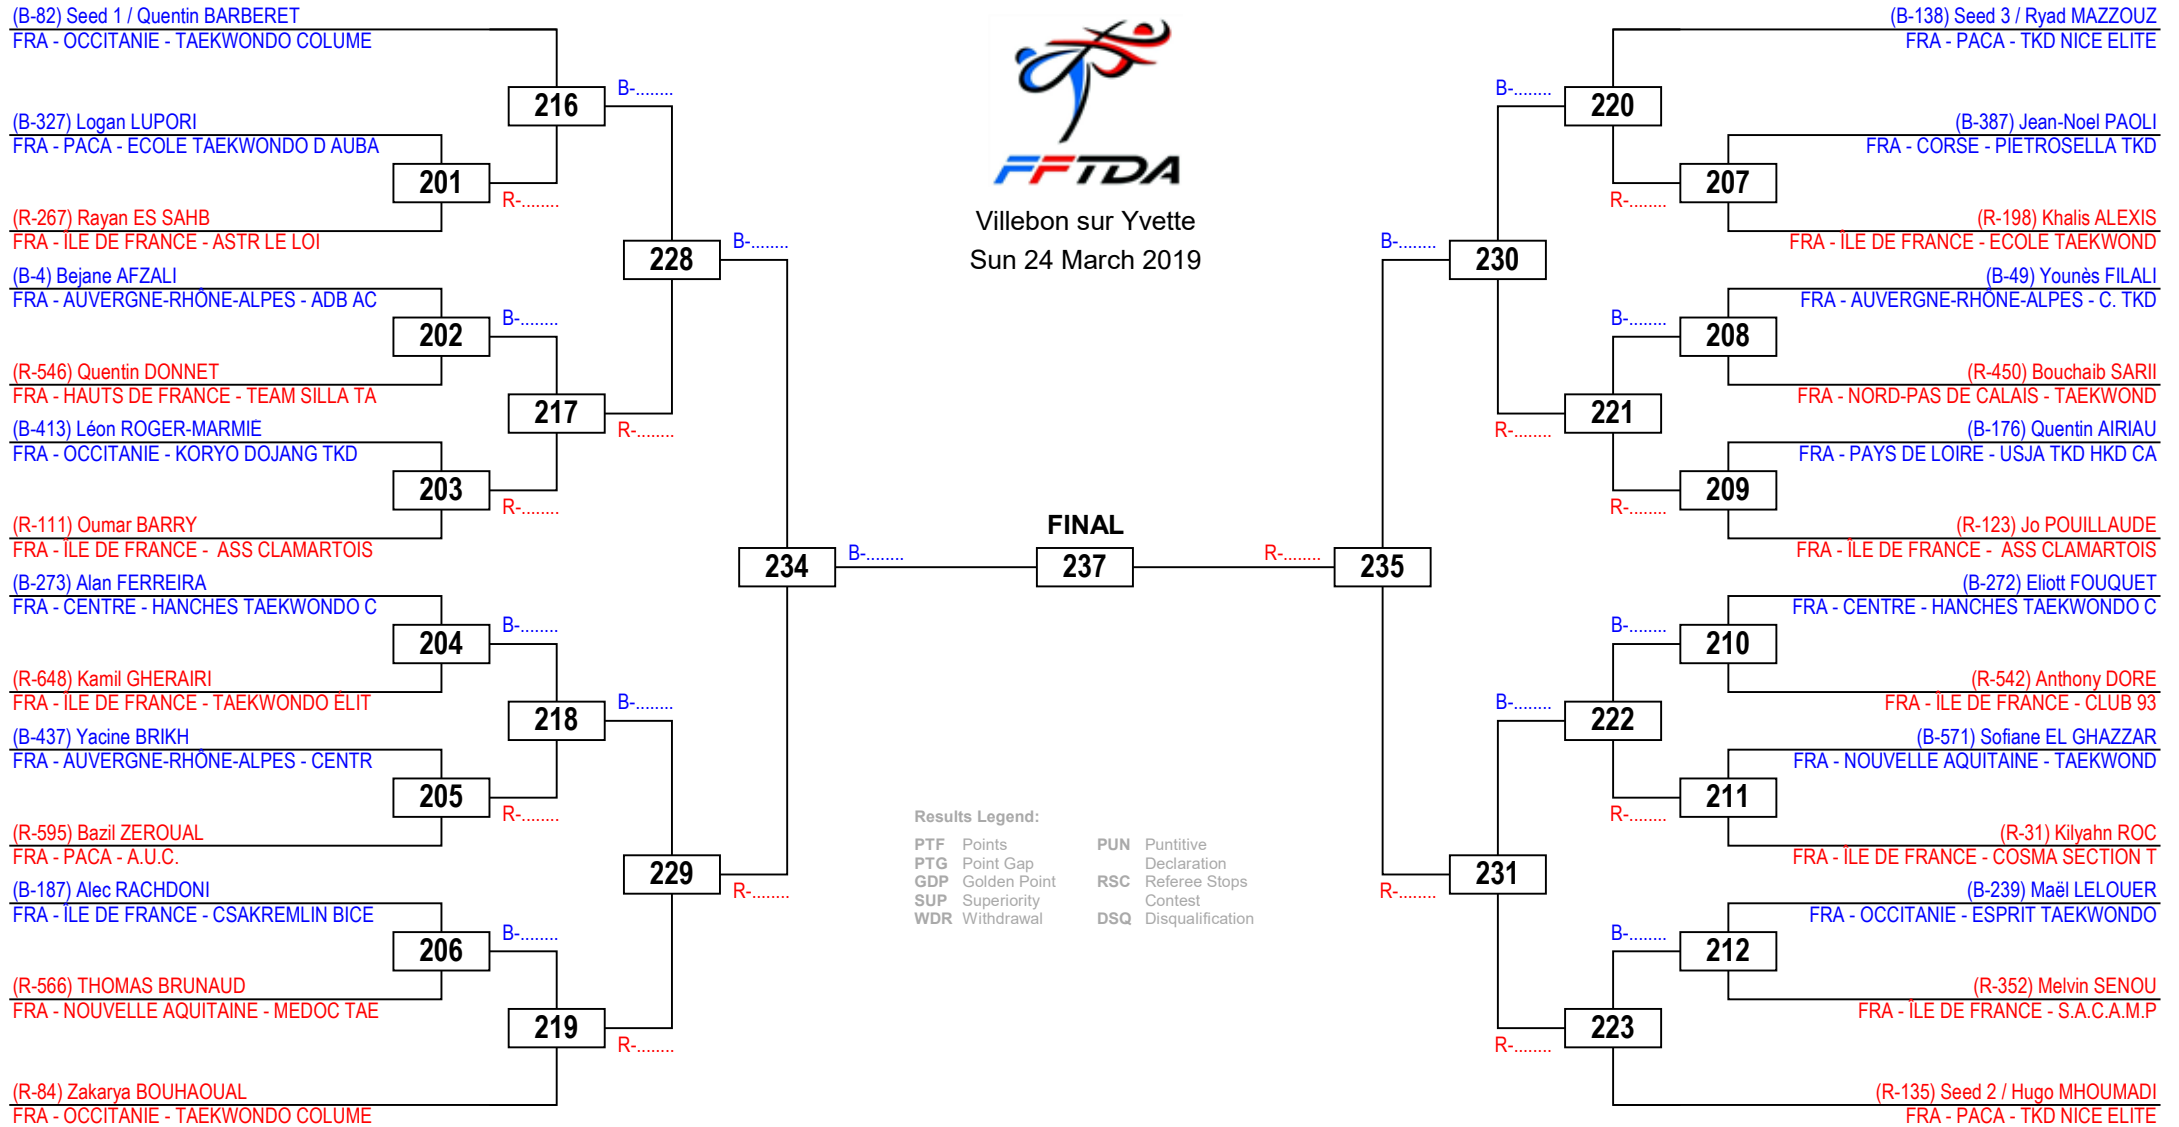 (B-82) Seed 1 / Quentin BARBERET
FRA - OCCITANIE - TAEKWONDO COLUME
(B-327) Logan LUPORI
FRA - PACA - ECOLE TAEKWONDO D AUBA
(R-267) Rayan ES SAHB
FRA - ÎLE DE FRANCE - ASTR LE LOI
(B-4) Bejane AFZALI
FRA - AUVERGNE-RHÔNE-ALPES - ADB AC
(R-546) Quentin DONNET
FRA - HAUTS DE FRANCE - TEAM SILLA TA
(B-413) Léon ROGER-MARMIE
FRA - OCCITANIE - KORYO DOJANG TKD
(R-111) Oumar BARRY
FRA - ÎLE DE FRANCE - ASS CLAMARTOIS
(B-273) Alan FERREIRA
FRA - CENTRE - HANCHES TAEKWONDO C
(R-648) Kamil GHERAIRI
FRA - ÎLE DE FRANCE - TAEKWONDO ÉLIT
(B-437) Yacine BRIKH
FRA - AUVERGNE-RHÔNE-ALPES - CENTR
(R-595) Bazil ZEROUAL
FRA - PACA - A.U.C.
(B-187) Alec RACHDONI
FRA - ÎLE DE FRANCE - CSAKREMLIN BICE
(R-566) THOMAS BRUNAUD
FRA - NOUVELLE AQUITAINE - MEDOC TAE
(R-84) Zakarya BOUHAOUAL
FRA - OCCITANIE - TAEKWONDO COLUME
201
202
203
204
205
206
B-........
R-........
B-........
R-........
B-........
R-........
B-........
R-........
216
217
218
219
B-........
R-........
B-........
R-........
228
229
B-........
R-........
234
B-........
FFTDA
Villebon sur Yvette
Sun 24 March 2019
FINAL
237
Results Legend:
PTF Points
PTG Point Gap
GDP Golden Point
SUP Superiority
WDR Withdrawal
PUN Puntitive
Declaration
RSC Referee Stops
Contest
DSQ Disqualification
R-........
235
B-........
R-........
230
231
B-........
R-........
B-........
R-........
220
221
222
223
R-........
B-........
R-........
B-........
R-........
B-........
207
208
209
210
211
212
(B-138) Seed 3 / Ryad MAZZOUZ
FRA - PACA - TKD NICE ELITE
(B-387) Jean-Noel PAOLI
FRA - CORSE - PIETROSELLA TKD
(R-198) Khalis ALEXIS
FRA - ÎLE DE FRANCE - ECOLE TAEKWOND
(B-49) Younès FILALI
FRA - AUVERGNE-RHÔNE-ALPES - C. TKD
(R-450) Bouchaib SARII
FRA - NORD-PAS DE CALAIS - TAEKWOND
(B-176) Quentin AIRIAU
FRA - PAYS DE LOIRE - USJA TKD HKD CA
(R-123) Jo POUILLAUDE
FRA - ÎLE DE FRANCE - ASS CLAMARTOIS
(B-272) Eliott FOUQUET
FRA - CENTRE - HANCHES TAEKWONDO C
(R-542) Anthony DORE
FRA - ÎLE DE FRANCE - CLUB 93
(B-571) Sofiane EL GHAZZAR
FRA - NOUVELLE AQUITAINE - TAEKWOND
(R-31) Kilyahn ROC
FRA - ÎLE DE FRANCE - COSMA SECTION T
(B-239) Maël LELOUER
FRA - OCCITANIE - ESPRIT TAEKWONDO
(R-352) Melvin SENOU
FRA - ÎLE DE FRANCE - S.A.C.A.M.P
(R-135) Seed 2 / Hugo MHOUMADI
FRA - PACA - TKD NICE ELITE